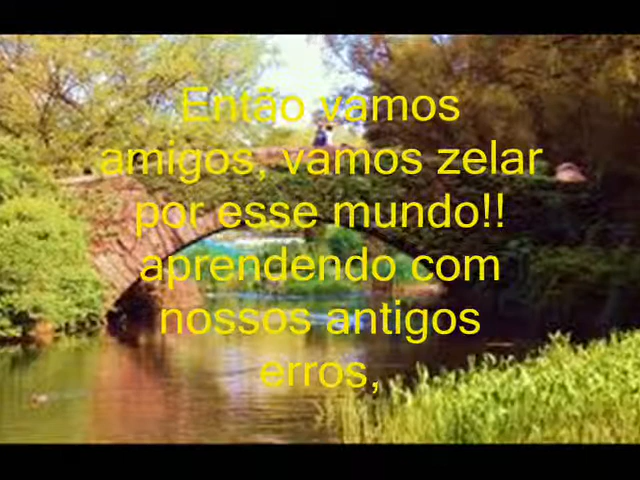 Então vamos
amigos, vamos zelar
por esse mundo!!
aprendendo com
nossos antigos
erros,